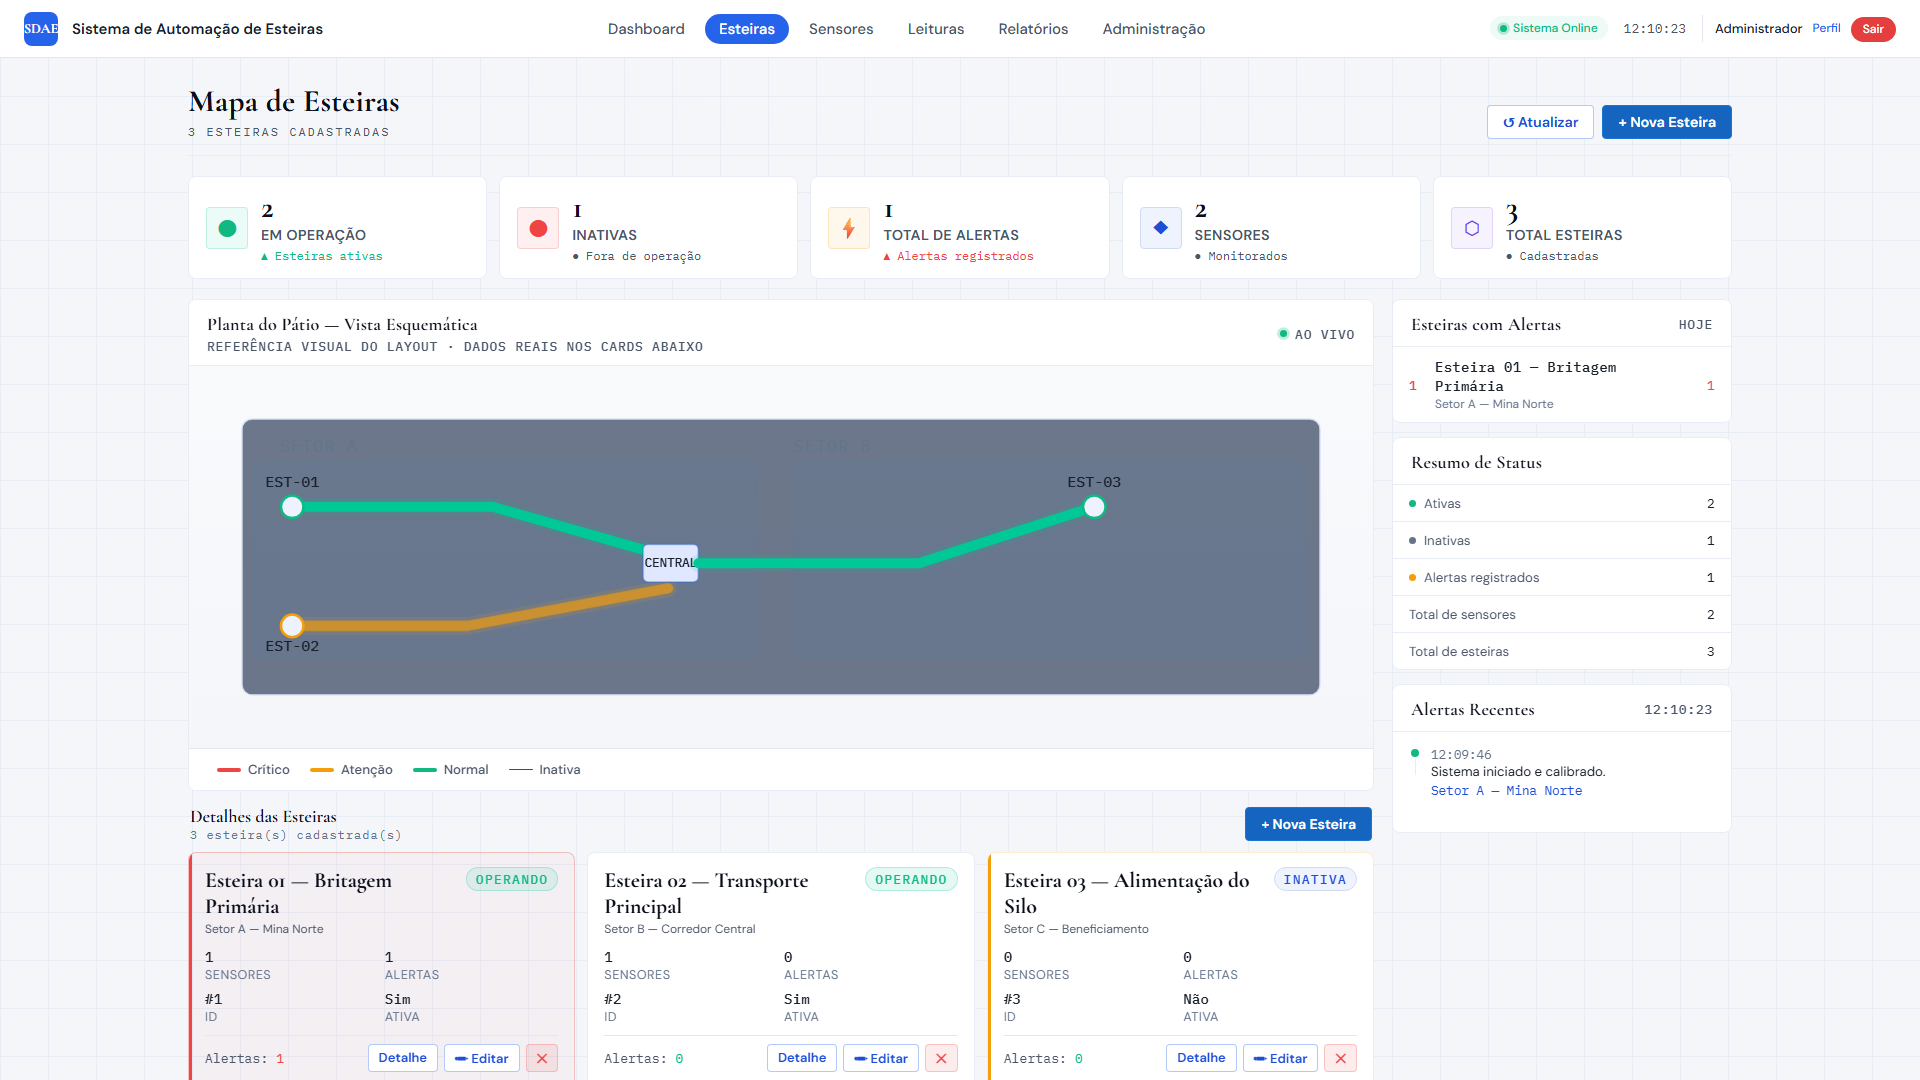 SDAE
Sistema de Automação de Esteiras
Dashboard
Esteiras
Sensores
Leituras
Relatórios
Administração
Sistema Online
12:10:23
Administrador
Perfil
Sair
Mapa de Esteiras
3 ESTEIRAS CADASTRADAS
↺ Atualizar
+ Nova Esteira
2
EM OPERAÇÃO
▲ Esteiras ativas
1
INATIVAS
● Fora de operação
1
TOTAL DE ALERTAS
▲ Alertas registrados
2
SENSORES
● Monitorados
3
TOTAL ESTEIRAS
● Cadastradas
Planta do Pátio — Vista Esquemática
REFERÊNCIA VISUAL DO LAYOUT · DADOS REAIS NOS CARDS ABAIXO
AO VIVO
SETOR A
SETOR B
EST-01
EST-03
CENTRAL
EST-02
Crítico
Atenção
Normal
Inativa
Esteiras com Alertas
HOJE
1
Esteira 01 — Britagem
Primária
Setor A — Mina Norte
1
Resumo de Status
Ativas
2
Inativas
1
Alertas registrados
1
Total de sensores
2
Total de esteiras
3
Alertas Recentes
12:10:23
12:09:46
Sistema iniciado e calibrado.
Setor A — Mina Norte
Detalhes das Esteiras
3 esteira(s) cadastrada(s)
+ Nova Esteira
Esteira 01 — Britagem
Primária
OPERANDO
Setor A — Mina Norte
1
SENSORES
1
ALERTAS
#1
ID
Sim
ATIVA
Alertas: 1
Detalhe
Editar
✕
Esteira 02 — Transporte
Principal
OPERANDO
Setor B — Corredor Central
1
SENSORES
0
ALERTAS
#2
ID
Sim
ATIVA
Alertas: 0
Detalhe
Editar
✕
Esteira 03 — Alimentação do
Silo
INATIVA
Setor C — Beneficiamento
0
SENSORES
0
ALERTAS
#3
ID
Não
ATIVA
Alertas: 0
Detalhe
Editar
✕